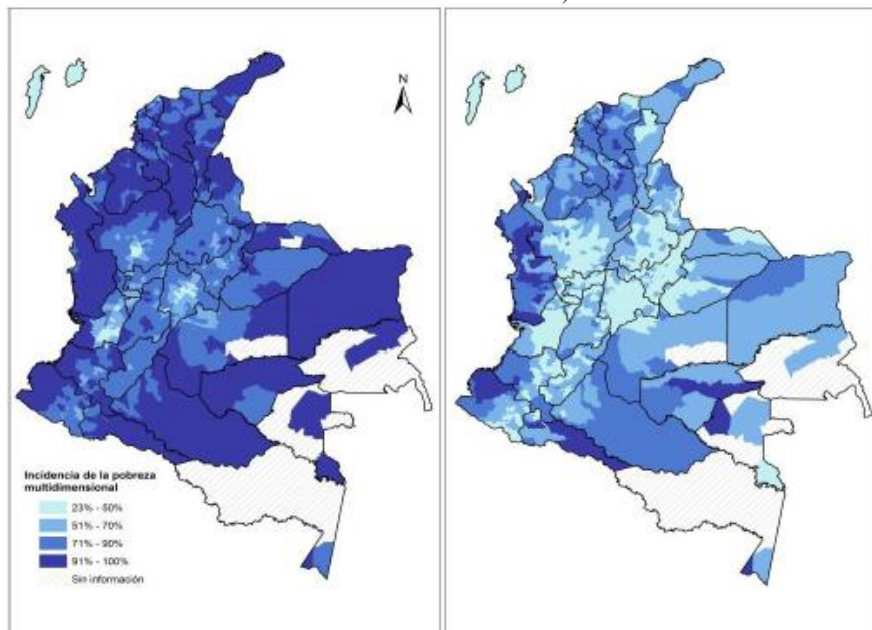 )
N
Incidencia de la pobreza
multidimensional
23% - 50%
51% - 70%
71% - 90%
91% - 100%
Sin información